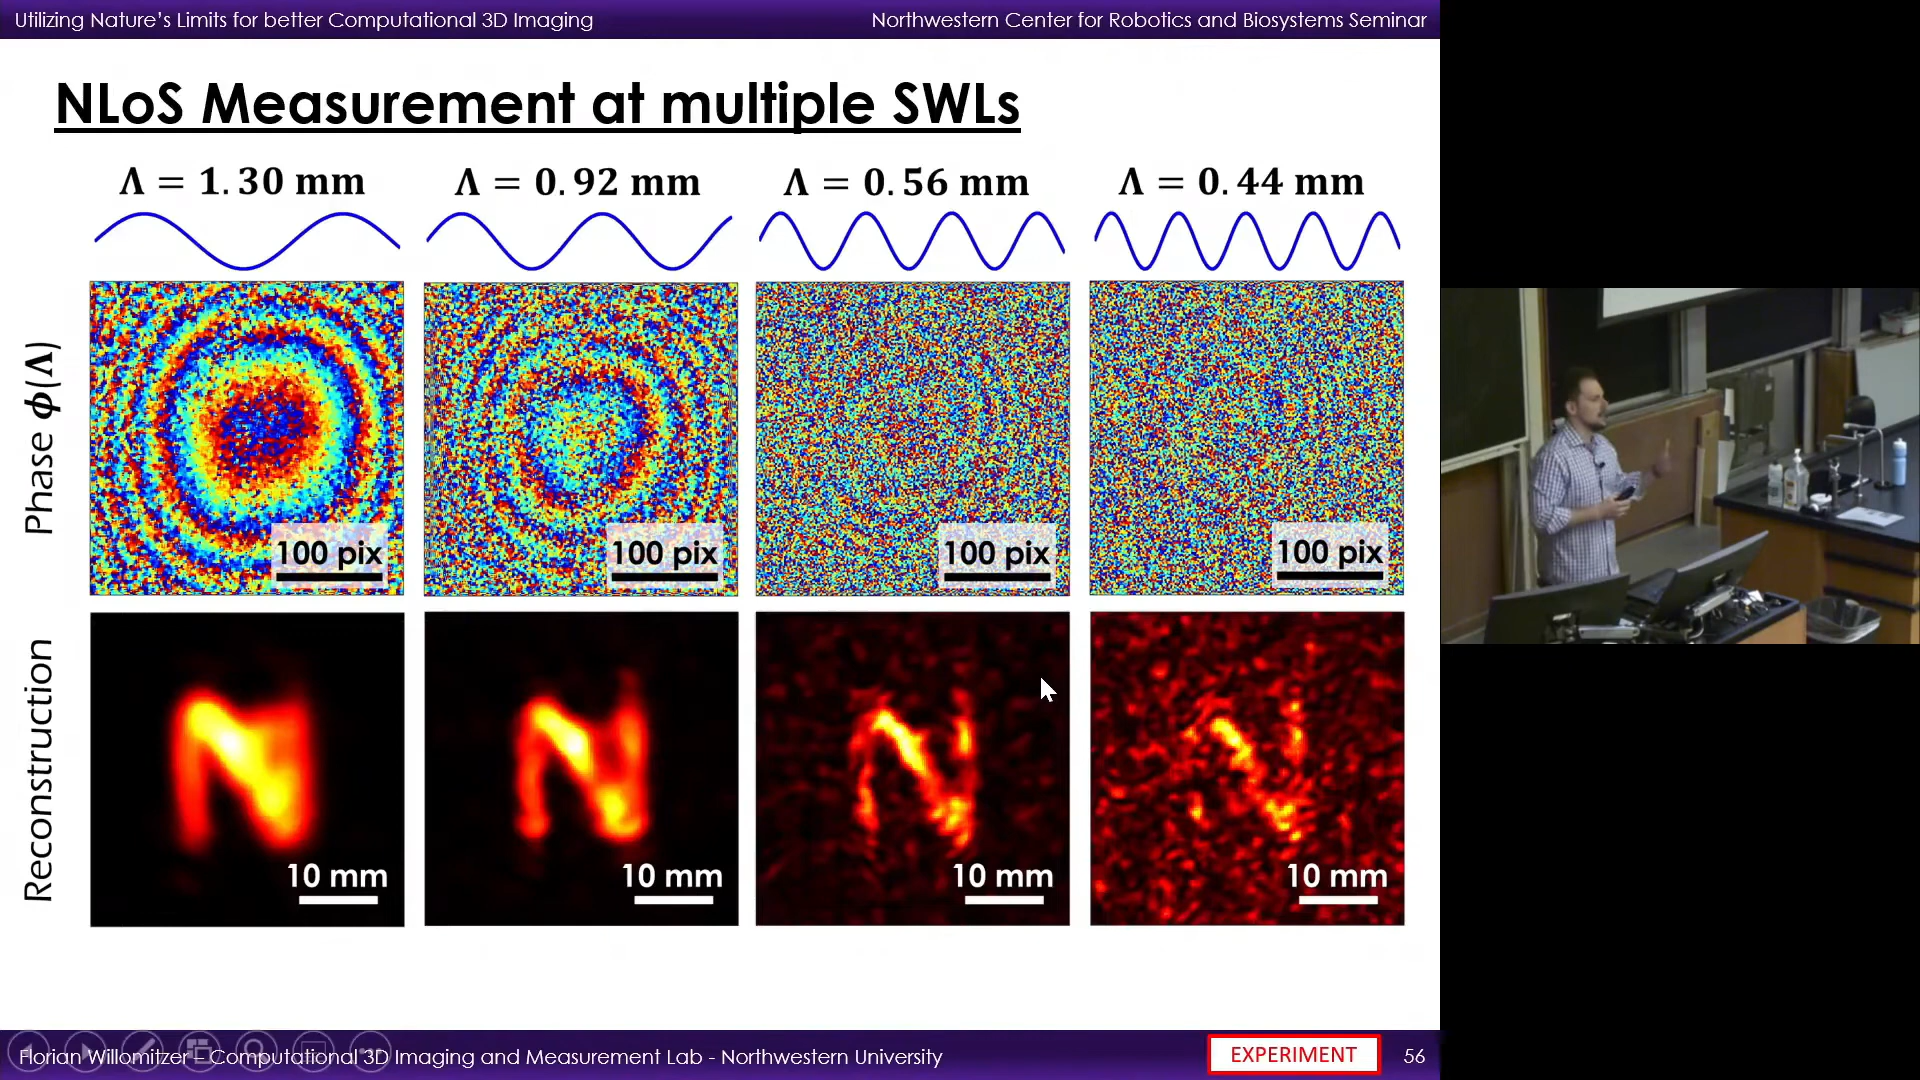 Utilizing Nature's Limits for better Computational 3D Imaging
Northwestern Center for Robotics and Biosystems Seminar
NLoS Measurement at multiple SWLs
Λ = 1.30 mm
Λ = 0.92 mm
Λ = 0.56 mm
Λ = 0.44 mm
Phase ϕ(Λ)
100 pix
100 pix
100 pix
100 pix
Reconstruction
10 mm
10 mm
10 mm
10 mm
Florian Willomitzer – Computational 3D Imaging and Measurement Lab - Northwestern University
EXPERIMENT
56